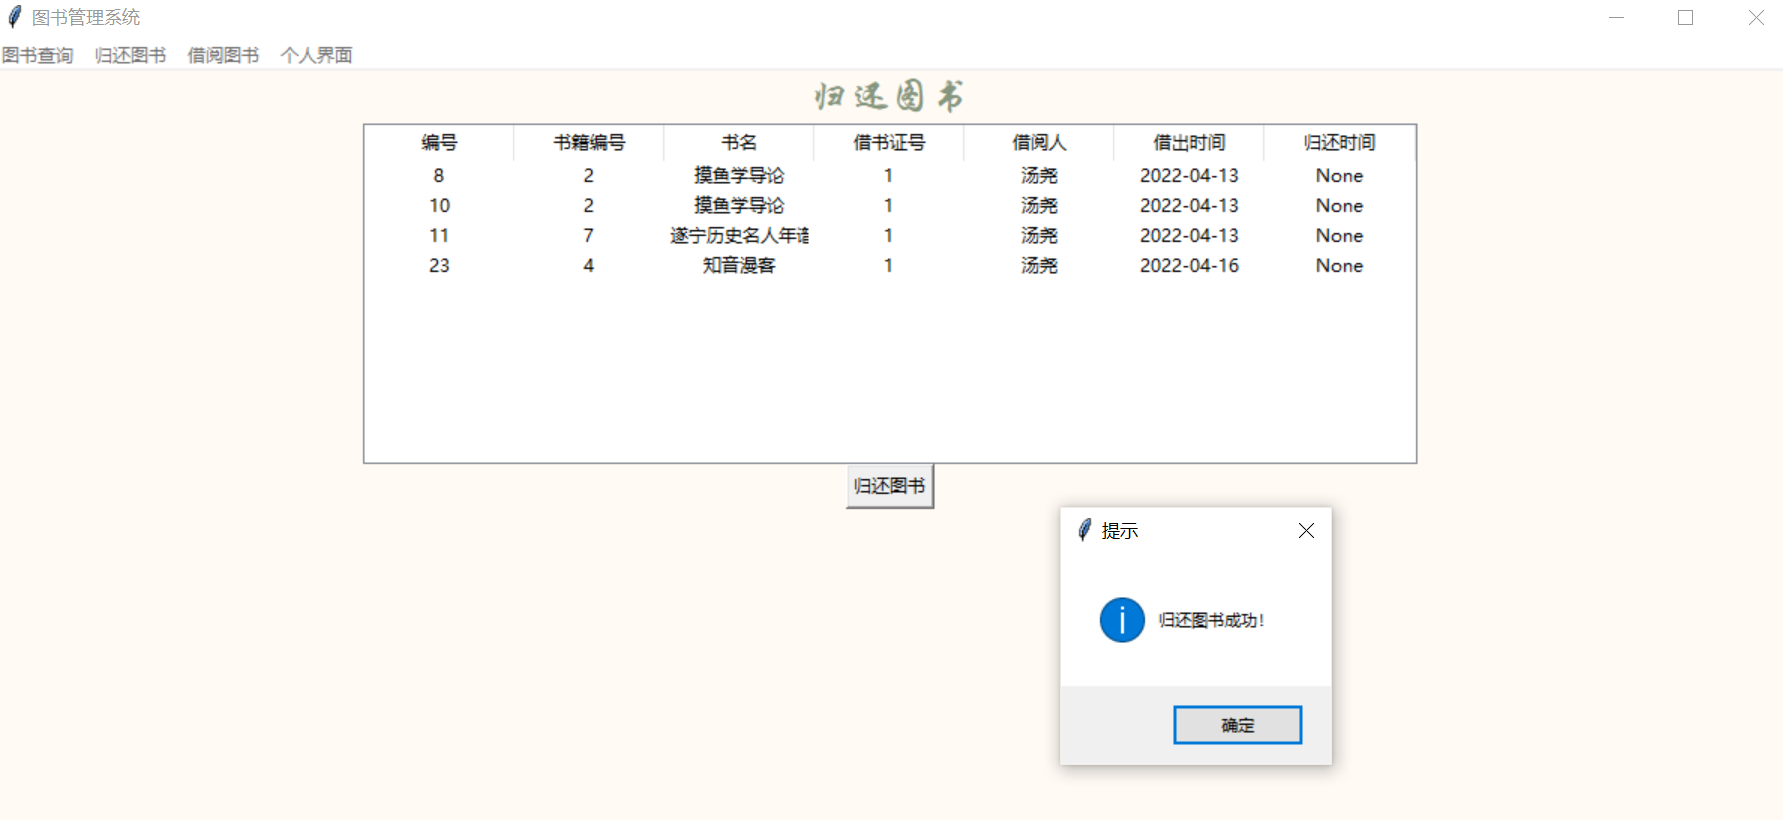 图书管理系统
图书查询 归还图书 借阅图书 个人界面
归还图书
编号 书籍编号 书名 借书证号 借阅人 借出时间 归还时间
8 2 摸鱼学导论 1 汤尧 2022-04-13 None
10 2 摸鱼学导论 1 汤尧 2022-04-13 None
11 7 遂宁历史名人年谱 1 汤尧 2022-04-13 None
23 4 知音漫客 1 汤尧 2022-04-16 None
归还图书
提示
归还图书成功!
确定